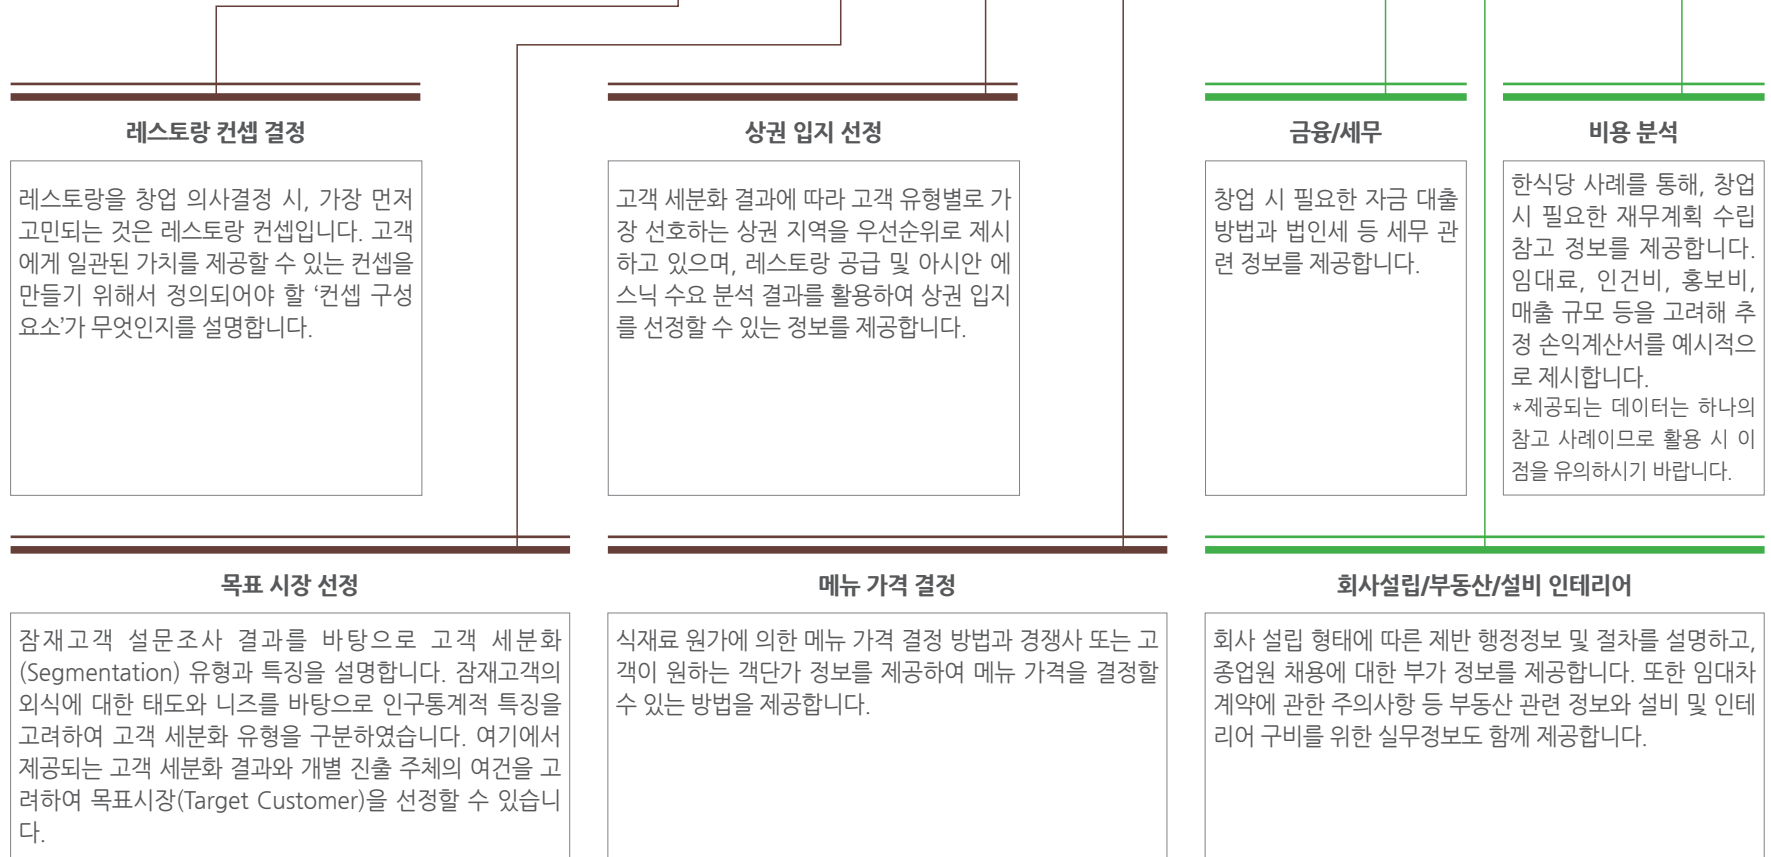 레스토랑 컨셉 결정
레스토랑을 창업 의사결정 시, 가장 먼저
고민되는 것은 레스토랑 컨셉입니다. 고객
에게 일관된 가치를 제공할 수 있는 컨셉을
만들기 위해서 정의되어야 할 ‘컨셉 구성
요소’가 무엇인지를 설명합니다.
상권 입지 선정
고객 세분화 결과에 따라 고객 유형별로 가
장 선호하는 상권 지역을 우선순위로 제시
하고 있으며, 레스토랑 공급 및 아시안 에
스닉 수요 분석 결과를 활용하여 상권 입지
를 선정할 수 있는 정보를 제공합니다.
금융/세무
창업 시 필요한 자금 대출
방법과 법인세 등 세무 관
련 정보를 제공합니다.
비용 분석
한식당 사례를 통해, 창업
시 필요한 재무계획 수립
참고 정보를 제공합니다.
임대료, 인건비, 홍보비,
매출 규모 등을 고려해 추
정 손익계산서를 예시적으
로 제시합니다.
*제공되는 데이터는 하나의
참고 사례이므로 활용 시 이
점을 유의하시기 바랍니다.
목표 시장 선정
잠재고객 설문조사 결과를 바탕으로 고객 세분화
(Segmentation) 유형과 특징을 설명합니다. 잠재고객의
외식에 대한 태도와 니즈를 바탕으로 인구통계적 특징을
고려하여 고객 세분화 유형을 구분하였습니다. 여기에서
제공되는 고객 세분화 결과와 개별 진출 주체의 여건을 고
려하여 목표시장(Target Customer)을 선정할 수 있습니
다.
메뉴 가격 결정
식재료 원가에 의한 메뉴 가격 결정 방법과 경쟁사 또는 고
객이 원하는 객단가 정보를 제공하여 메뉴 가격을 결정할
수 있는 방법을 제공합니다.
회사설립/부동산/설비 인테리어
회사 설립 형태에 따른 제반 행정정보 및 절차를 설명하고,
종업원 채용에 대한 부가 정보를 제공합니다. 또한 임대차
계약에 관한 주의사항 등 부동산 관련 정보와 설비 및 인테
리어 구비를 위한 실무정보도 함께 제공합니다.